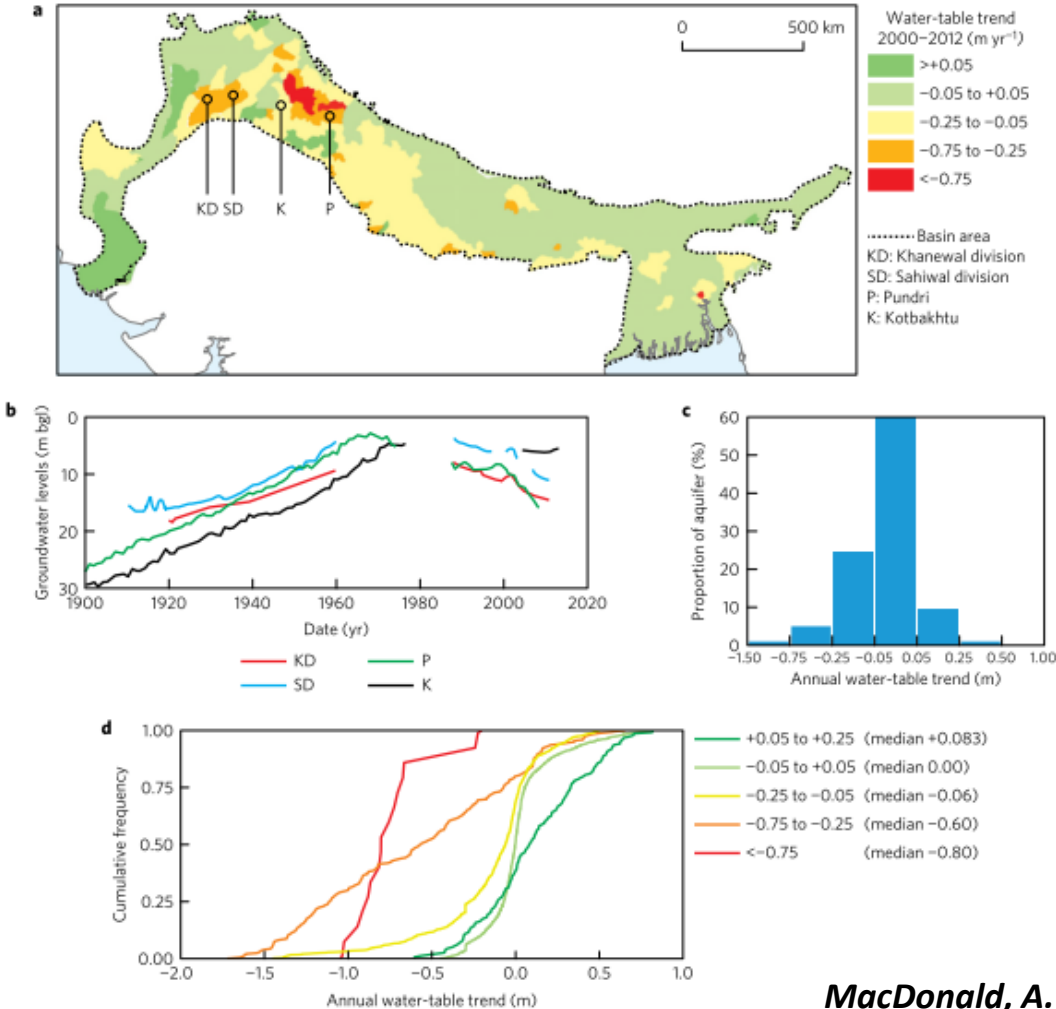 a
0
500 km
KD SD K P
Water-table trend
2000–2012 (m yr⁻¹)
>+0.05
−0.05 to +0.05
−0.25 to −0.05
−0.75 to −0.25
<−0.75
Basin area
KD: Khanewal division
SD: Sahiwal division
P: Pundri
K: Kotbakhtu
b
Groundwater levels (m bgl)
0
10
20
30
1900 1920 1940 1960 1980 2000 2020
Date (yr)
KD P
SD K
c
Proportion of aquifer (%)
60
50
40
30
20
10
0
−1.50 −0.75 −0.25 −0.05 0.05 0.25 0.50 1.00
Annual water-table trend (m)
d
Cumulative frequency
1.00
0.75
0.50
0.25
0.00
−2.0 −1.5 −1.0 −0.5 0.0 0.5 1.0
Annual water-table trend (m)
+0.05 to +0.25 (median +0.083)
−0.05 to +0.05 (median 0.00)
−0.25 to −0.05 (median −0.06)
−0.75 to −0.25 (median −0.60)
<−0.75 (median −0.80)
MacDonald, A.